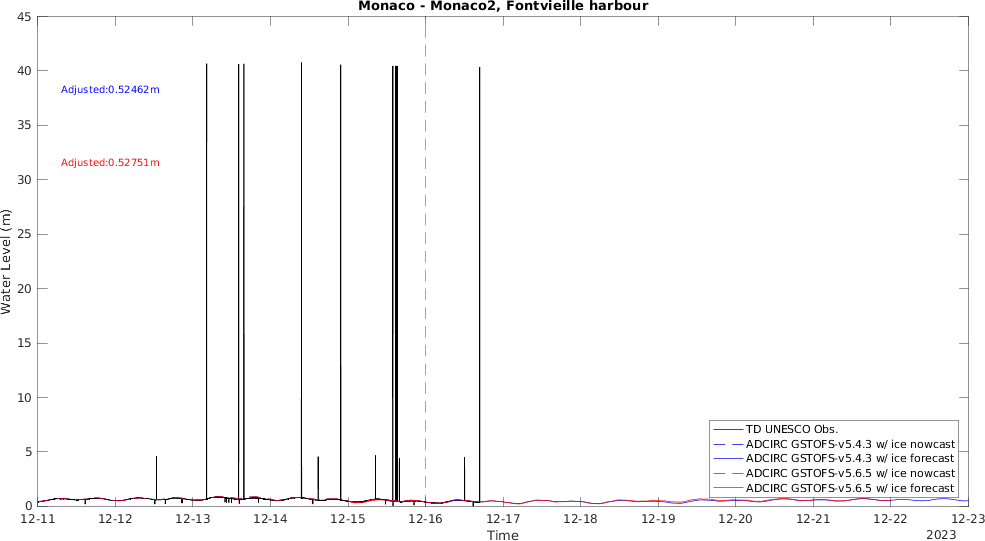 Monaco - Monaco2, Fontvieille harbour
45
40
35
30
25
20
15
10
5
0
Water Level (m)
Adjusted:0.52462m
Adjusted:0.52751m
TD UNESCO Obs.
ADCIRC GSTOFS-v5.4.3 w/ ice nowcast
ADCIRC GSTOFS-v5.4.3 w/ ice forecast
ADCIRC GSTOFS-v5.6.5 w/ ice nowcast
ADCIRC GSTOFS-v5.6.5 w/ ice forecast
12-11 12-12 12-13 12-14 12-15 12-16 12-17 12-18 12-19 12-20 12-21 12-22 12-23
Time
2023